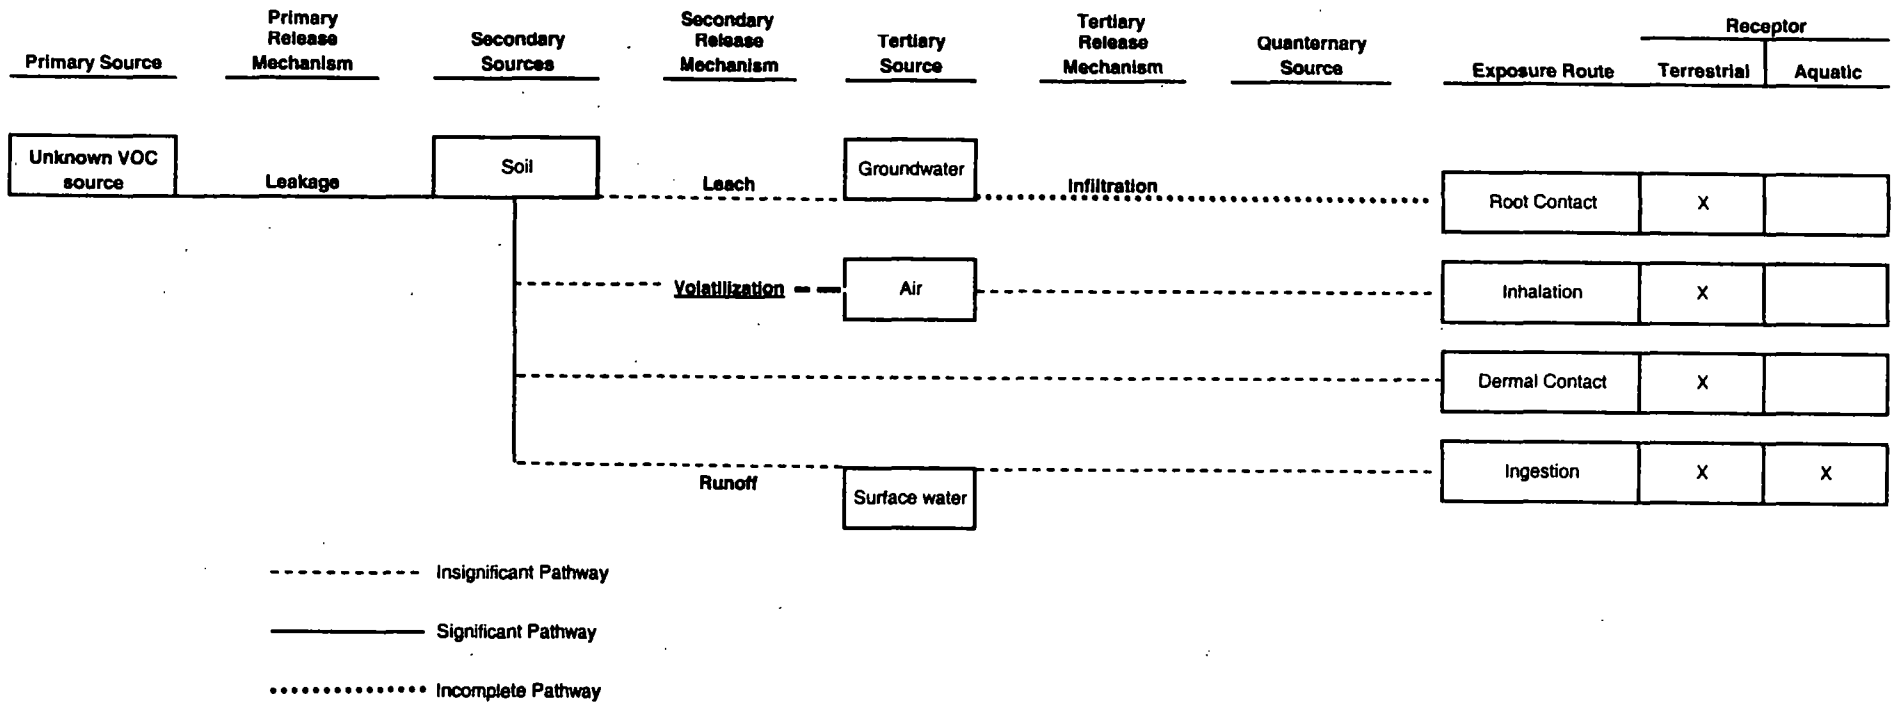 Primary Source
Primary
Release
Mechanism
Secondary
Sources
Secondary
Release
Mechanism
Tertiary
Source
Tertiary
Release
Mechanism
Quanternary
Source
Receptor
Exposure Route
Terrestrial
Aquatic
Unknown VOC
source
Leakage
Soil
Leach
Groundwater
Infiltration
Root Contact
X
Volatilization
Air
Inhalation
X
Dermal Contact
X
Runoff
Surface water
Ingestion
X
X
Insignificant Pathway
Significant Pathway
Incomplete Pathway